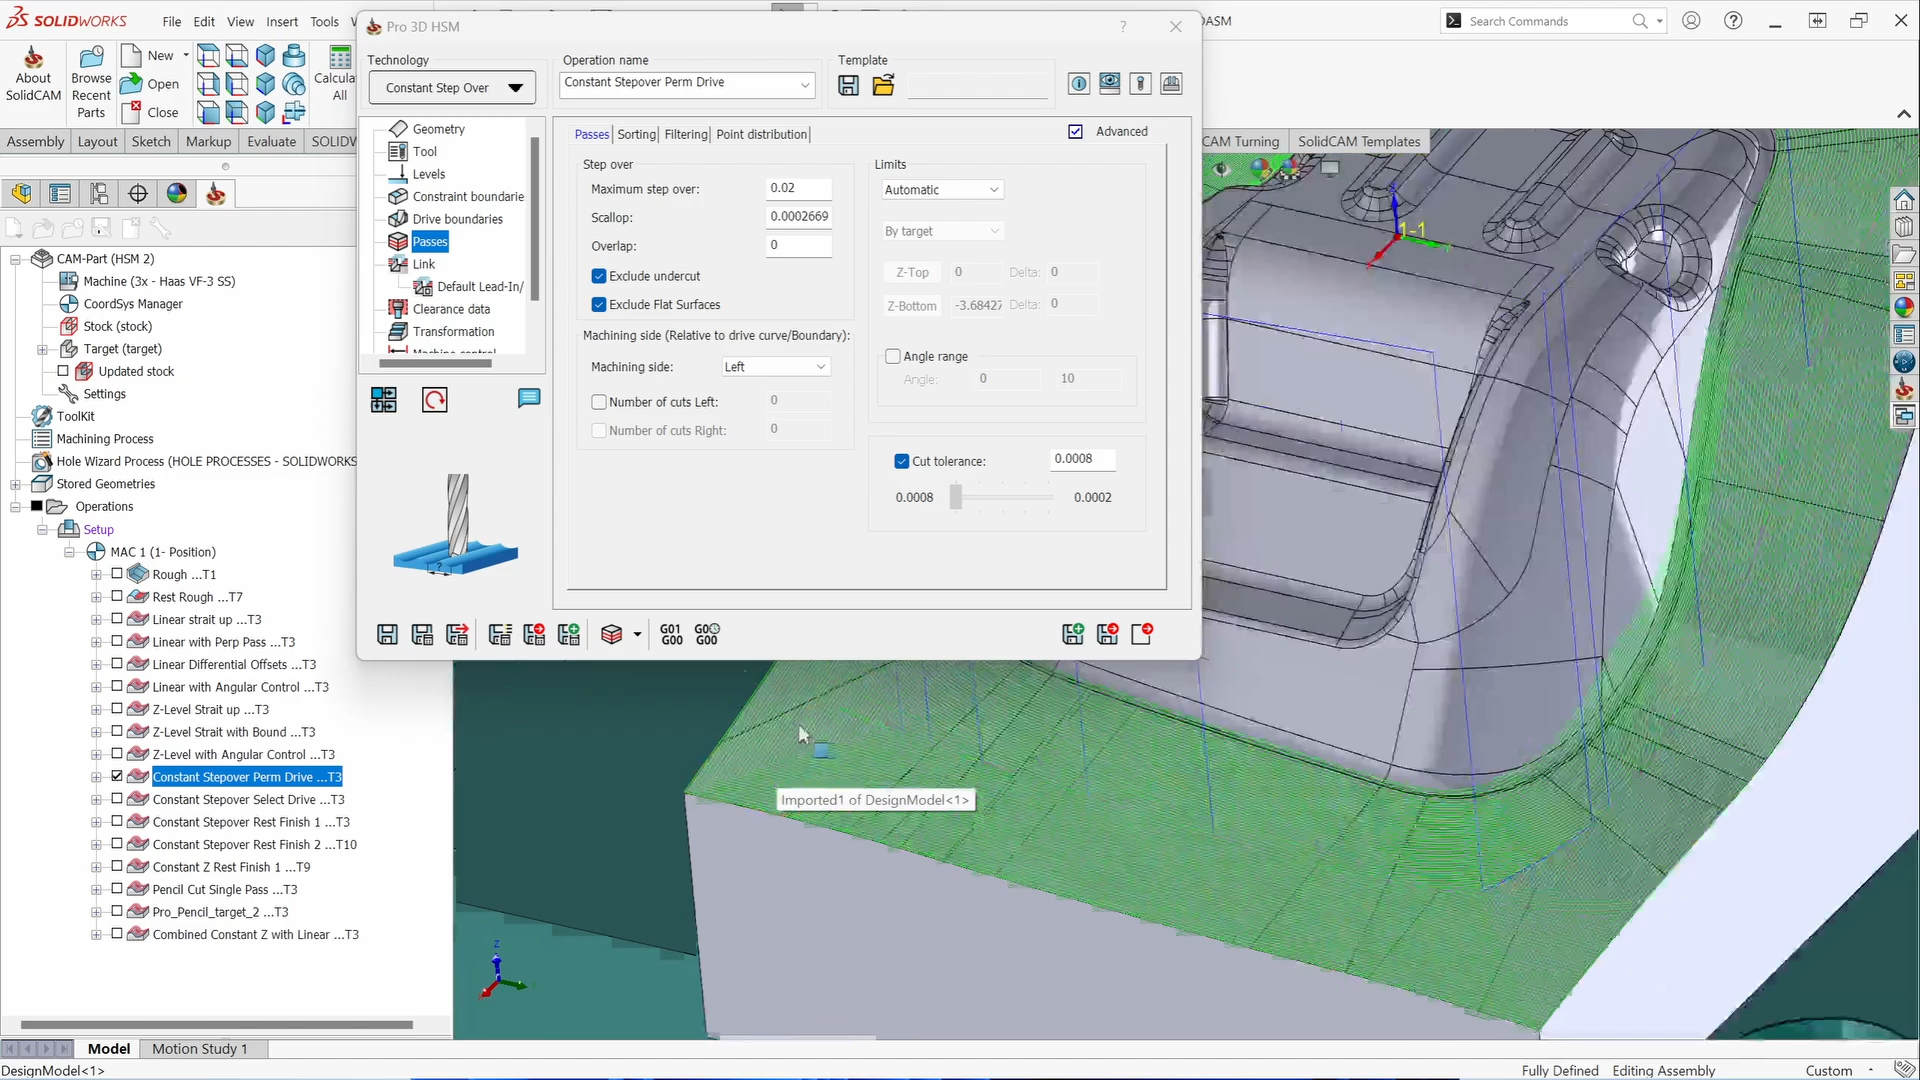 SOLIDWORKS
File
Edit
View
Insert
Tools
Search Commands
About
SolidCAM
Browse
Recent
Parts
New
Open
Close
Calcula
All
Assembly
Layout
Sketch
Markup
Evaluate
SOLIDW
CAM Turning
SolidCAM Templates
Pro 3D HSM
Technology
Constant Step Over
Operation name
Constant Stepover Perm Drive
Template
Geometry
Tool
Levels
Constraint boundarie
Drive boundaries
Passes
Link
Default Lead-In/
Clearance data
Transformation
Machine control
Passes
Sorting
Filtering
Point distribution
Advanced
Step over
Maximum step over: 0.02
Scallop: 0.0002669
Overlap: 0
Exclude undercut
Exclude Flat Surfaces
Machining side (Relative to drive curve/Boundary):
Machining side: Left
Number of cuts Left: 0
Number of cuts Right: 0
Limits
Automatic
By target
Z-Top 0 Delta: 0
Z-Bottom -3.68427 Delta: 0
Angle range
Angle: 0 10
Cut tolerance: 0.0008
0.0008 0.0002
G01
G00
G00
CAM-Part (HSM 2)
Machine (3x - Haas VF-3 SS)
CoordSys Manager
Stock (stock)
Target (target)
Updated stock
Settings
ToolKit
Machining Process
Hole Wizard Process (HOLE PROCESSES - SOLIDWORKS
Stored Geometries
Operations
Setup
MAC 1 (1- Position)
Rough ...T1
Rest Rough ...T7
Linear strait up ...T3
Linear with Perp Pass ...T3
Linear Differential Offsets ...T3
Linear with Angular Control ...T3
Z-Level Strait up ...T3
Z-Level Strait with Bound ...T3
Z-Level with Angular Control ...T3
Constant Stepover Perm Drive ...T3
Constant Stepover Select Drive ...T3
Constant Stepover Rest Finish 1 ...T3
Constant Stepover Rest Finish 2 ...T10
Constant Z Rest Finish 1 ...T9
Pencil Cut Single Pass ...T3
Pro_Pencil_target_2 ...T3
Combined Constant Z with Linear ...T3
1-1
Imported1 of DesignModel<1>
Z
Model
Motion Study 1
DesignModel<1>
Fully Defined
Editing Assembly
Custom